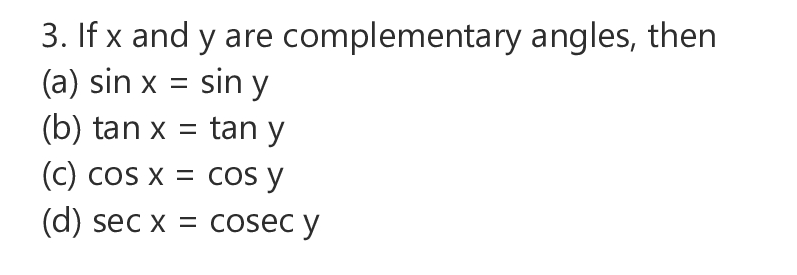 3. If x and y are complementary angles, then
(a) sin x = sin y
(b) tan x = tan y
(c) cos x = cos y
(d) sec x = cosec y